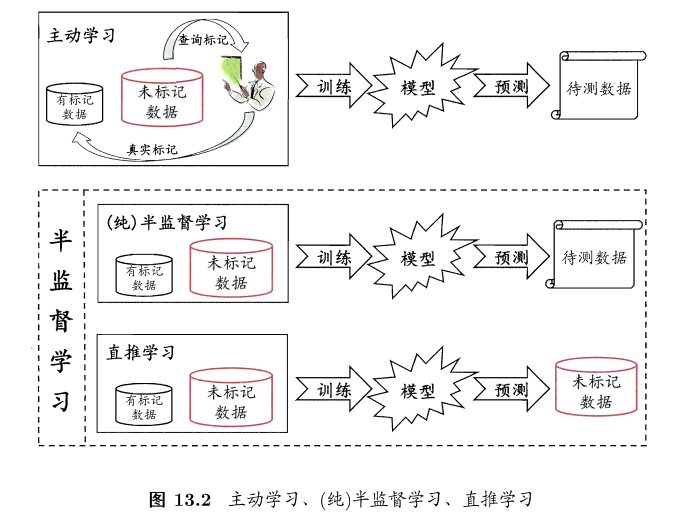 主动学习
查询标记
有标记
数据
未标记
数据
真实标记
训练
模型
预测
待测数据
半监督学习
(纯)半监督学习
有标记
数据
未标记
数据
训练
模型
预测
待测数据
直推学习
有标记
数据
未标记
数据
训练
模型
预测
未标记
数据
图 13.2 主动学习、(纯)半监督学习、直推学习